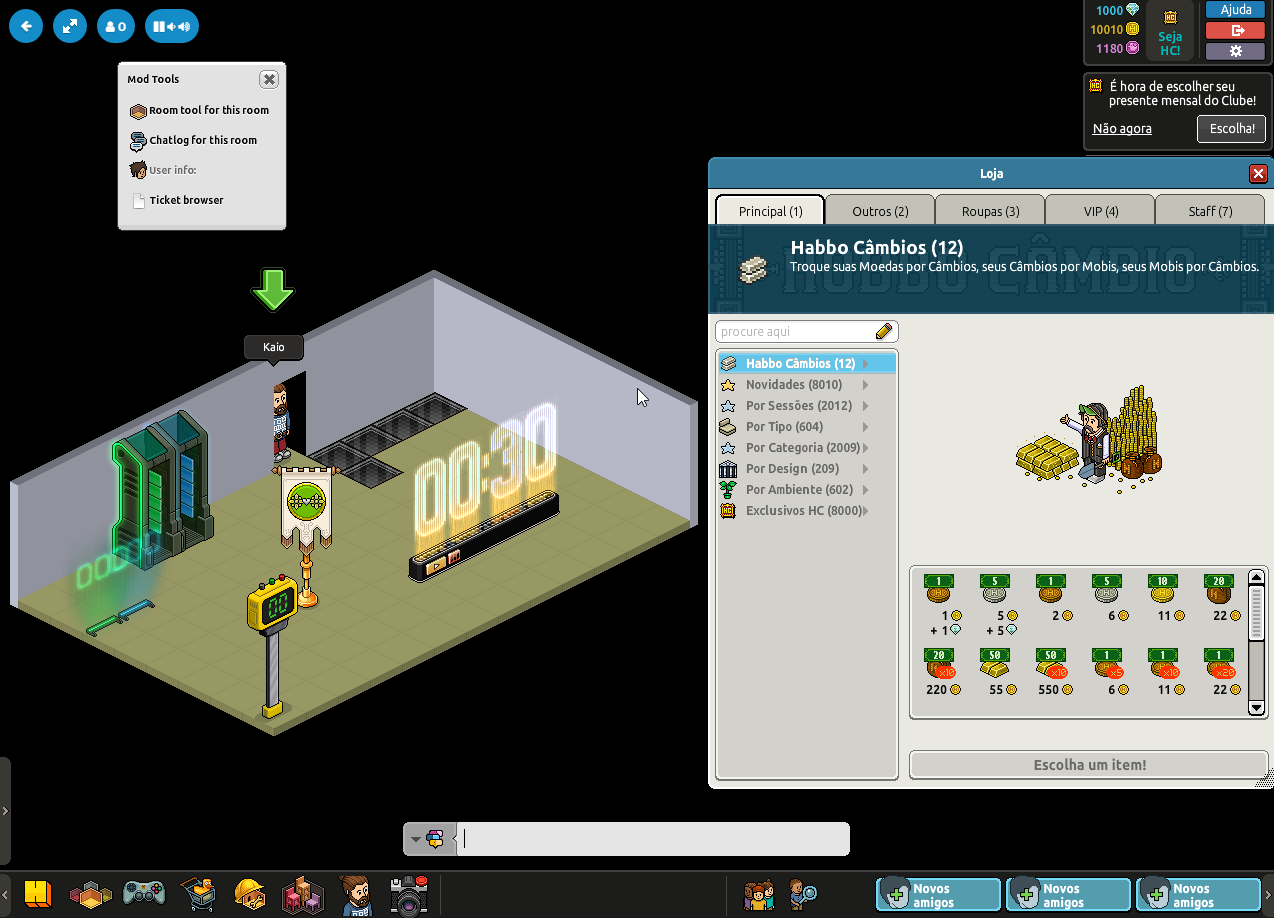 0
1000
10010
1180
Seja
HC!
Ajuda
É hora de escolher seu
presente mensal do Clube!
Não agora
Escolha!
Mod Tools
Room tool for this room
Chatlog for this room
User info:
Ticket browser
Kaio
00:30
00
Loja
Principal (1)
Outros (2)
Roupas (3)
VIP (4)
Staff (7)
Habbo Câmbios (12)
Troque suas Moedas por Câmbios, seus Câmbios por Mobis, seus Mobis por Câmbios.
procure aqui
Habbo Câmbios (12)
Novidades (8010)
Por Sessões (2012)
Por Tipo (604)
Por Categoria (2009)
Por Design (209)
Por Ambiente (602)
Exclusivos HC (8000)
1 5 1 5 10 20
1 5 2 6 11 22
+ 1 + 5
20 50 50 1 1 1
x10 x10 x5 x10 x20
220 55 550 6 11 22
Escolha um item!
Novos
amigos
Novos
amigos
Novos
amigos